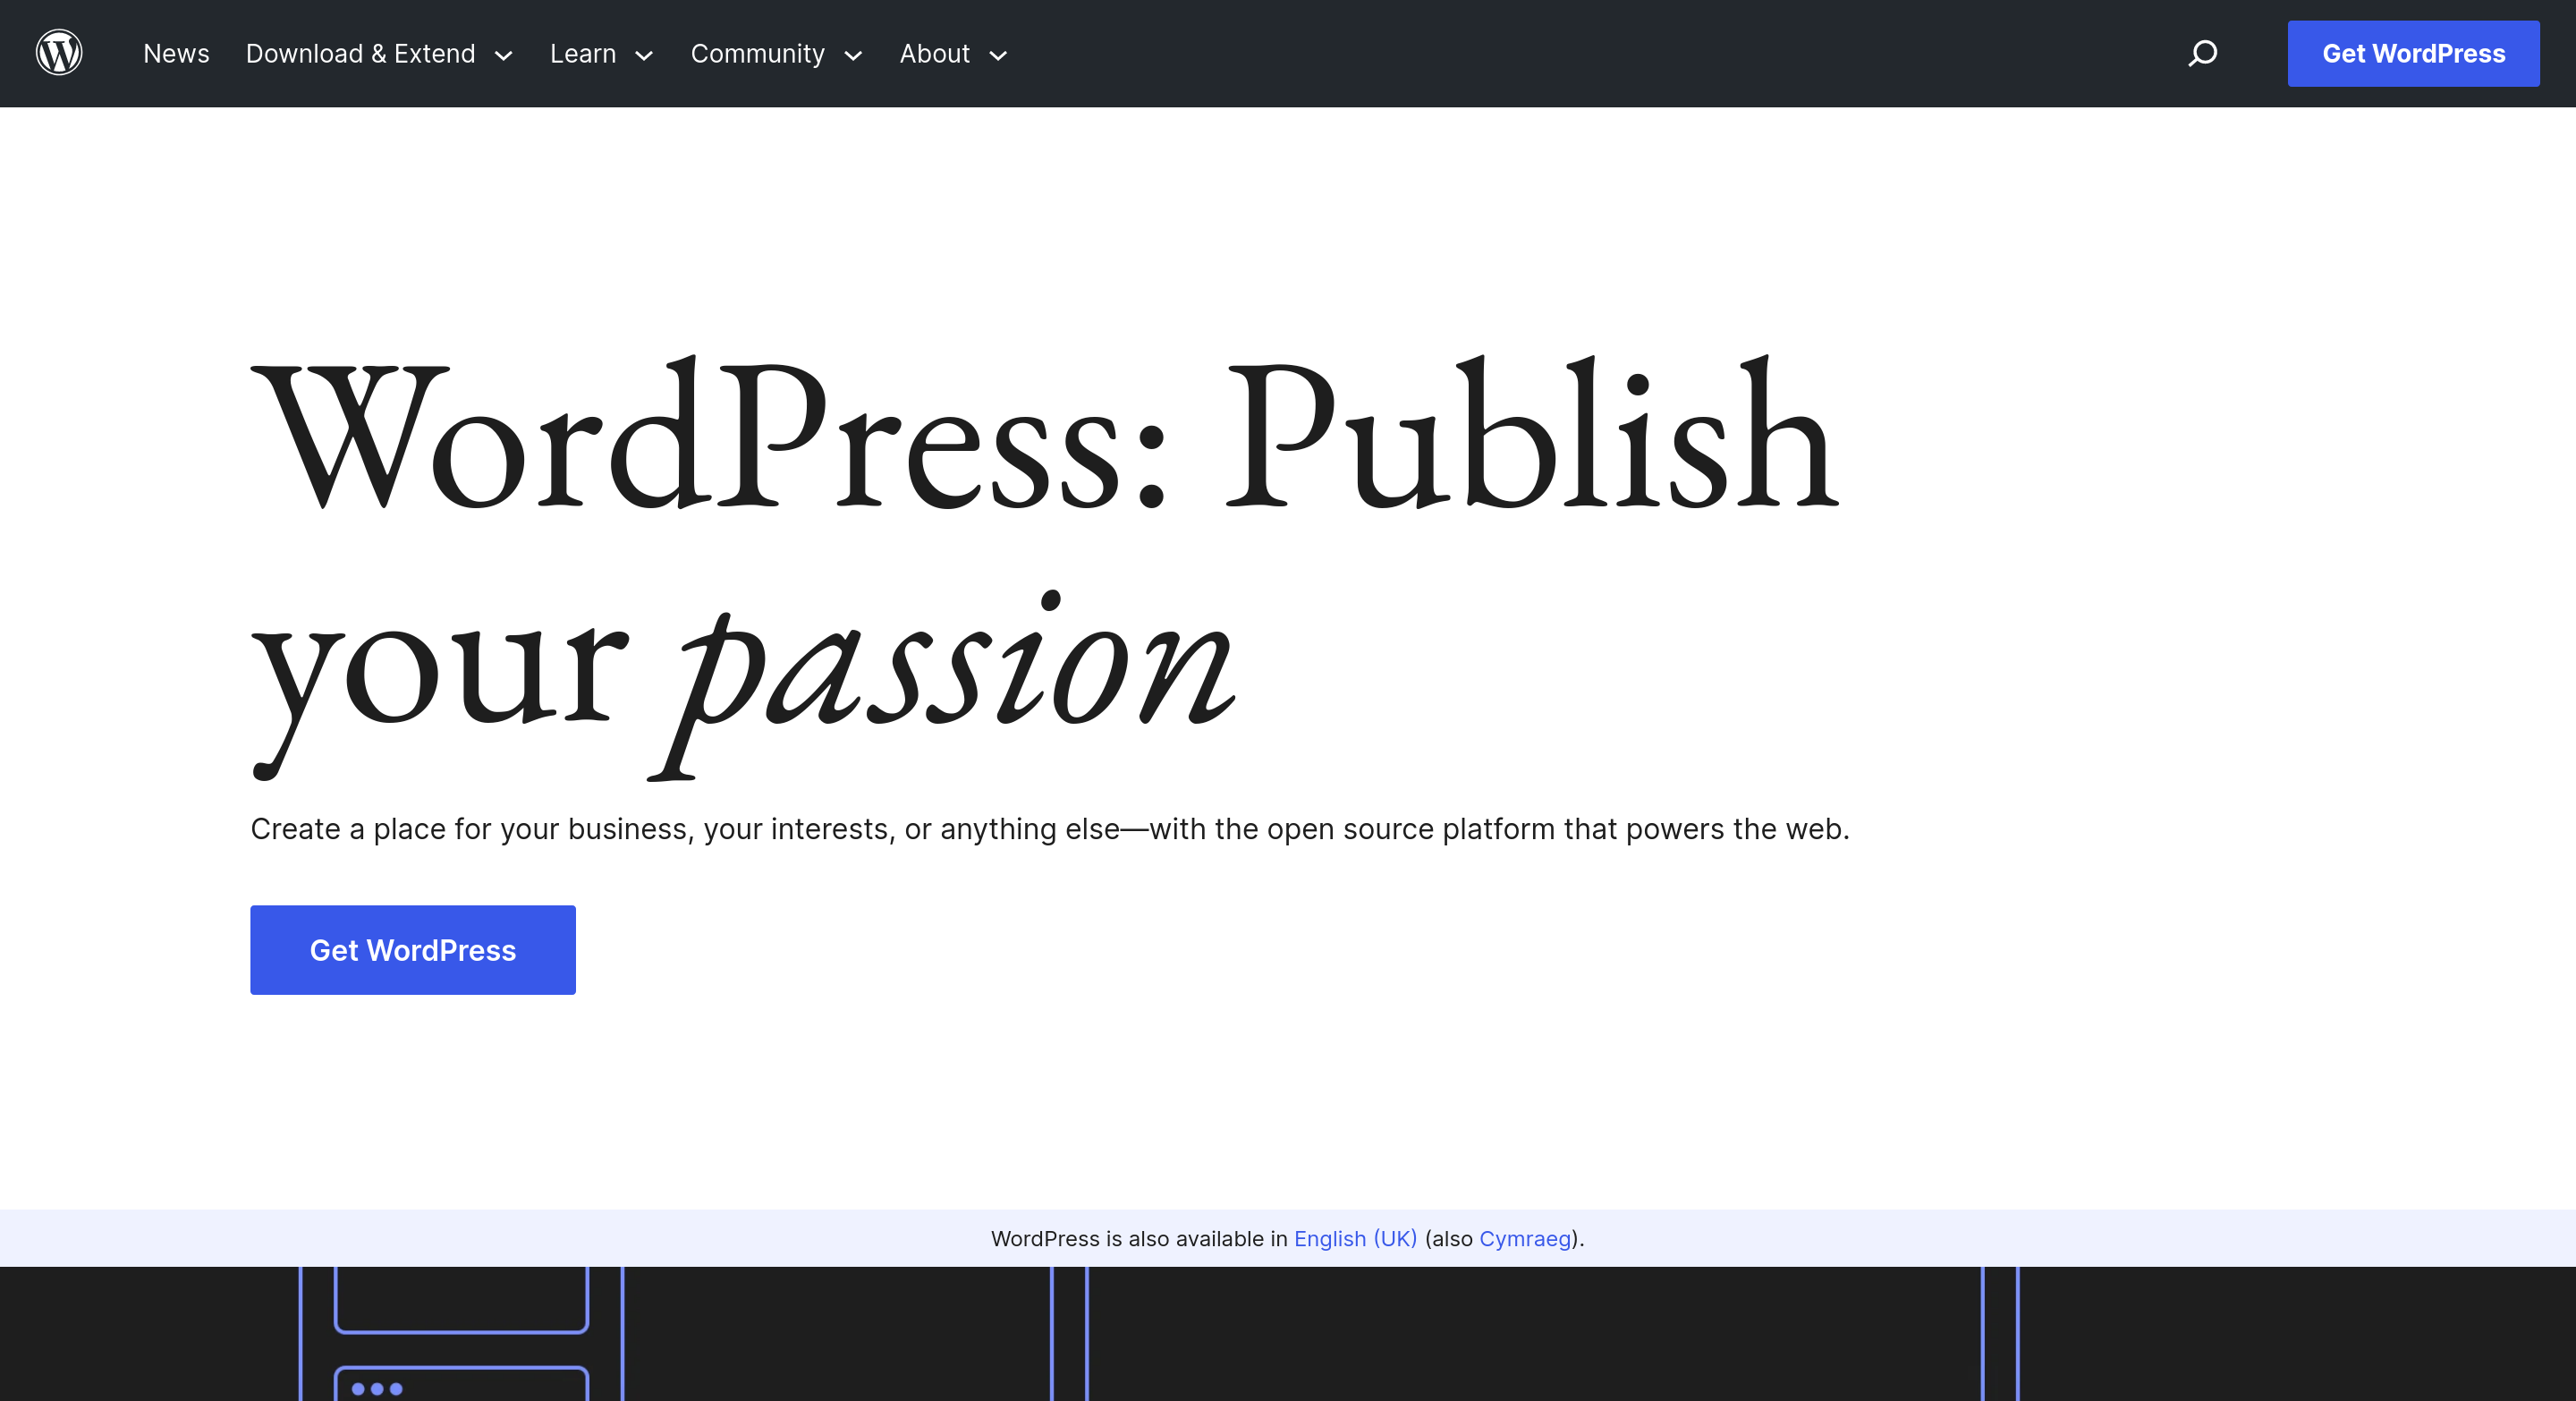 News Download & Extend Learn Community About Get WordPress
WordPress: Publish
your passion
Create a place for your business, your interests, or anything else—with the open source platform that powers the web.
Get WordPress
WordPress is also available in English (UK) (also Cymraeg).